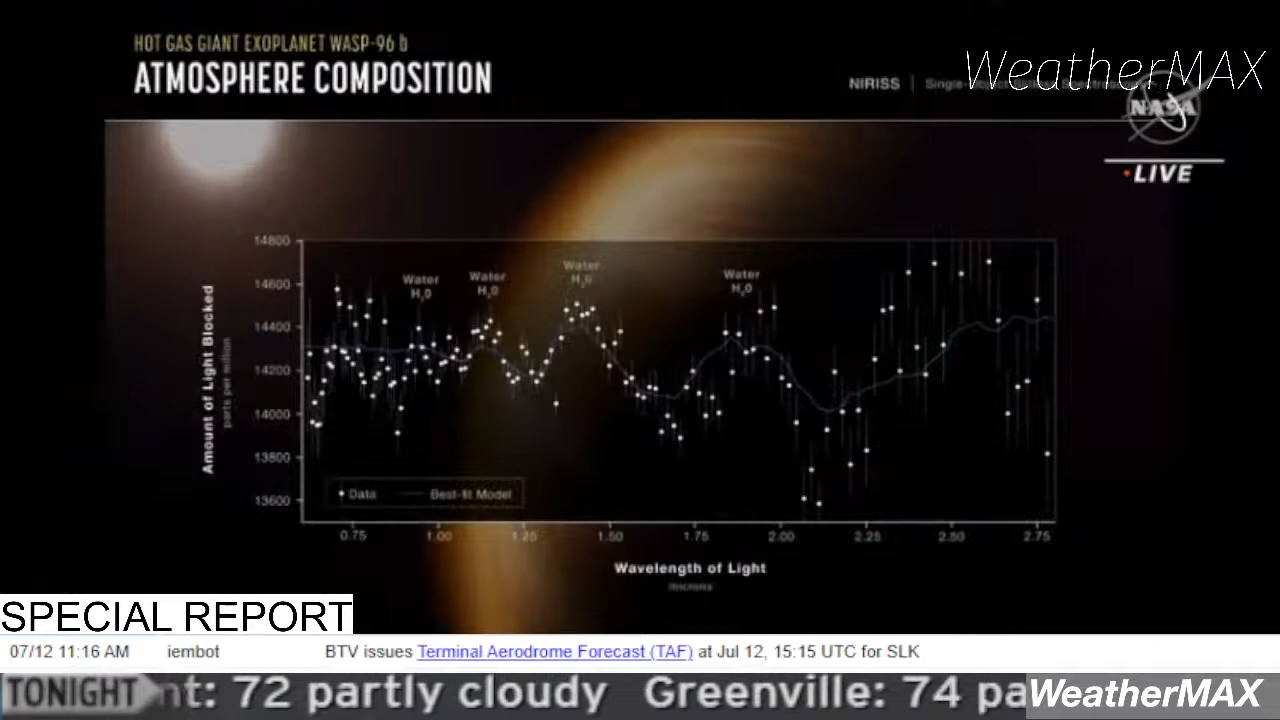 HOT GAS GIANT EXOPLANET WASP-96 b
ATMOSPHERE COMPOSITION
NIRISS
WeatherMAX
NASA
LIVE
14800
14600
14400
14200
14000
13800
13600
Amount of Light Blocked
parts per million
Water
H₂O
Water
H₂O
Water
H₂O
Water
H₂O
Data
Best-fit Model
0.75
1.00
1.25
1.50
1.75
2.00
2.25
2.50
2.75
Wavelength of Light
microns
SPECIAL REPORT
07/12 11:16 AM iembot BTV issues Terminal Aerodrome Forecast (TAF) at Jul 12, 15:15 UTC for SLK
TONIGHT nt: 72 partly cloudy Greenville: 74 pa
WeatherMAX